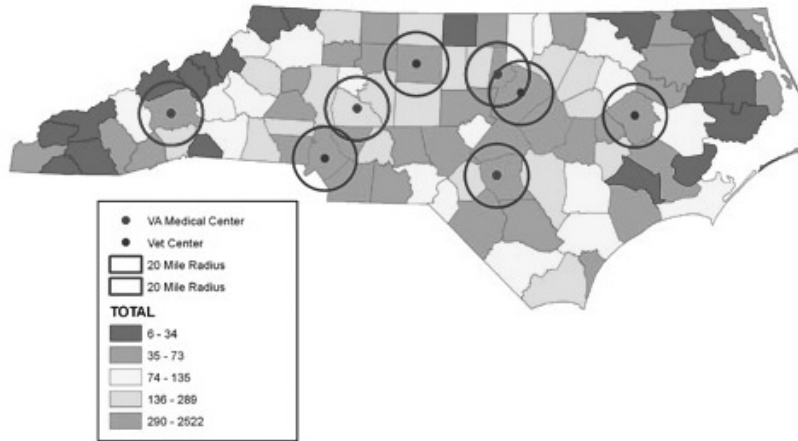 VA Medical Center
Vet Center
20 Mile Radius
20 Mile Radius
TOTAL
6 - 34
35 - 73
74 - 135
136 - 289
290 - 2522